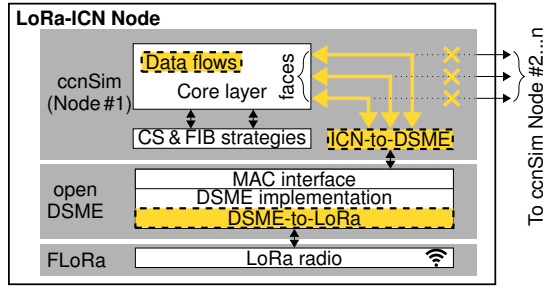 LoRa-ICN Node
ccnSim
(Node #1)
Data flows
Core layer
faces
CS & FIB strategies
ICN-to-DSME
To ccnSim Node #2...n
open
DSME
MAC interface
DSME implementation
DSME-to-LoRa
FLoRa
LoRa radio